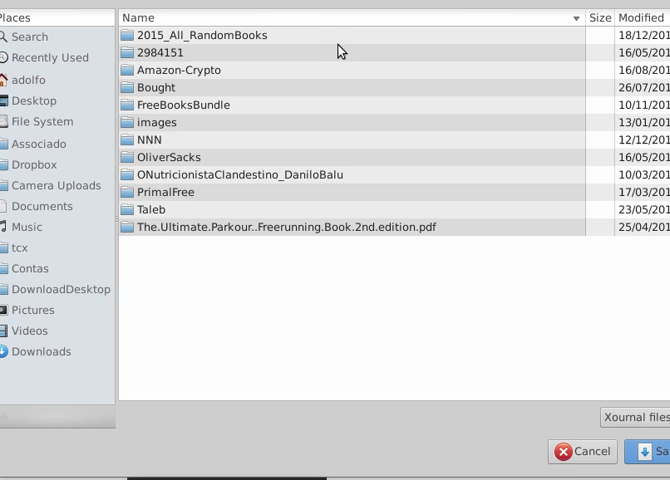 Places
Name Size Modified
Search
Recently Used
adolfo
Desktop
File System
Associado
Dropbox
Camera Uploads
Documents
Music
tcx
Contas
DownloadDesktop
Pictures
Videos
Downloads
2015_All_RandomBooks 18/12/201
2984151 16/05/201
Amazon-Crypto 16/08/201
Bought 26/07/201
FreeBooksBundle 10/11/201
images 13/01/201
NNN 12/12/201
OliverSacks 16/05/201
ONutricionistaClandestino_DaniloBalu 10/03/201
PrimalFree 17/03/201
Taleb 23/05/201
The.Ultimate.Parkour..Freerunning.Book.2nd.edition.pdf 25/04/201
Xournal files
Cancel Sa